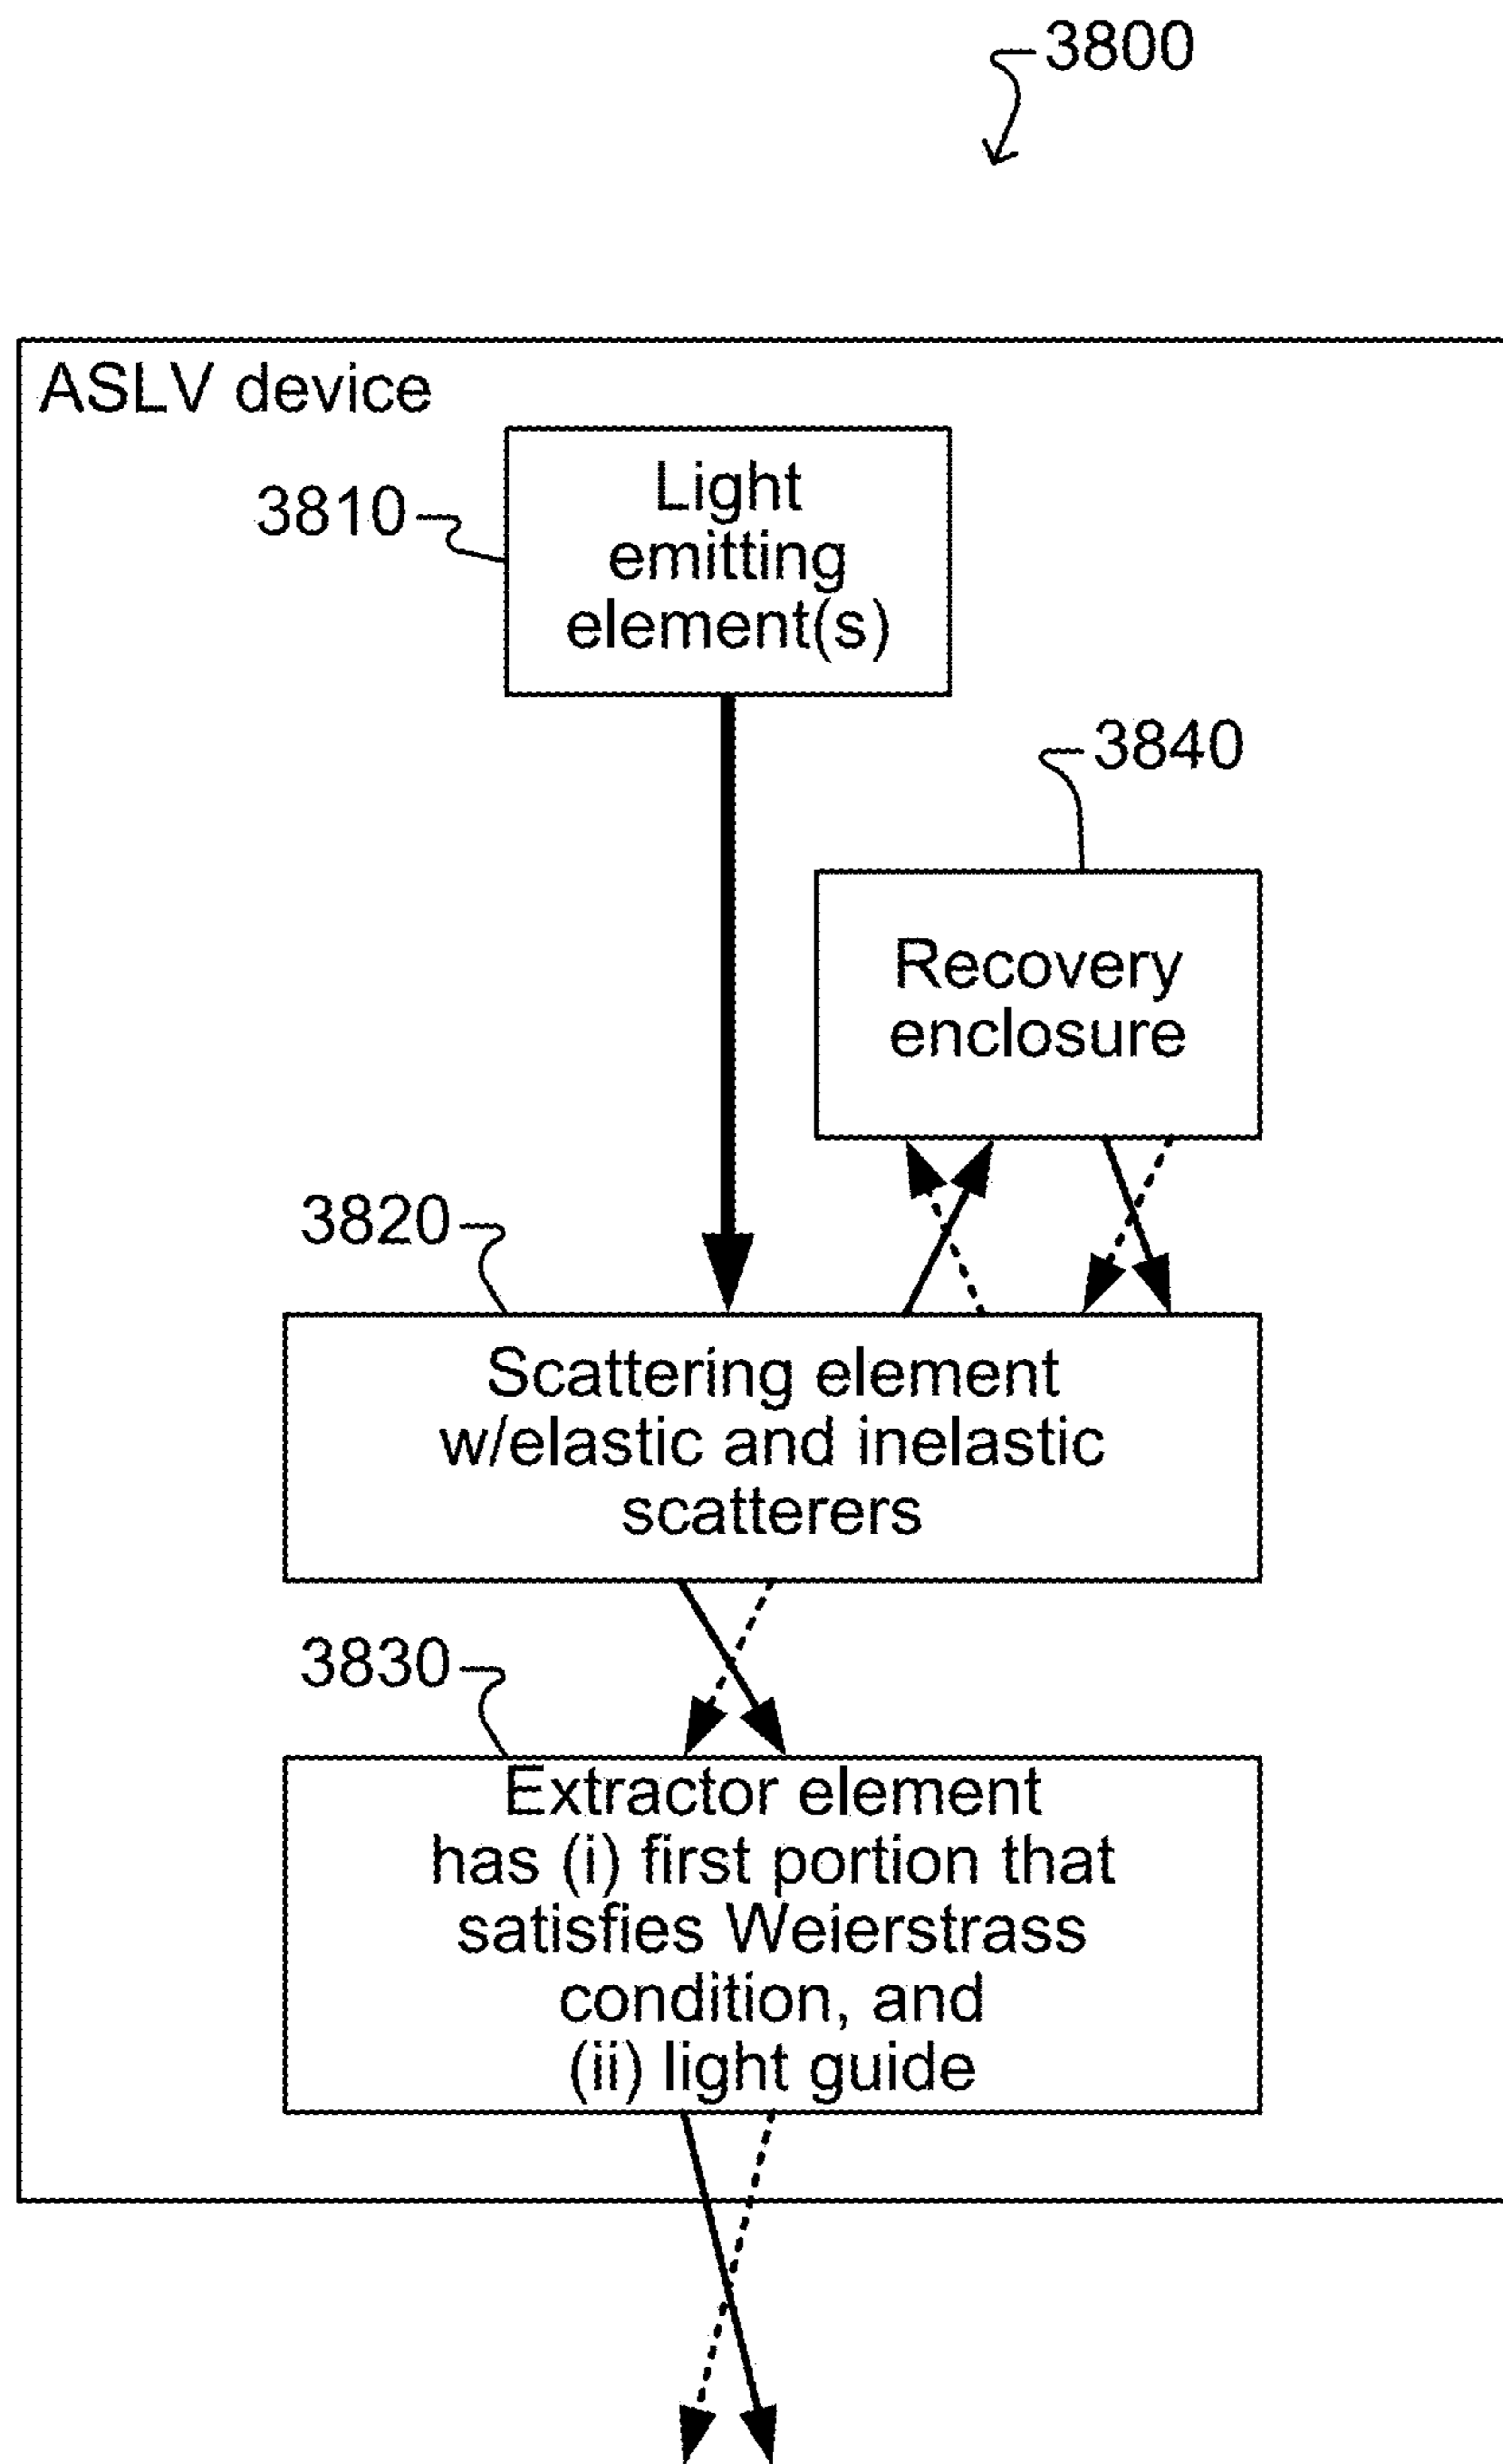 3800
ASLV device
3810
Light
emitting
element(s)
3840
Recovery
enclosure
3820
Scattering element
w/elastic and inelastic
scatterers
3830
Extractor element
has (i) first portion that
satisfies Weierstrass
condition, and
(ii) light guide